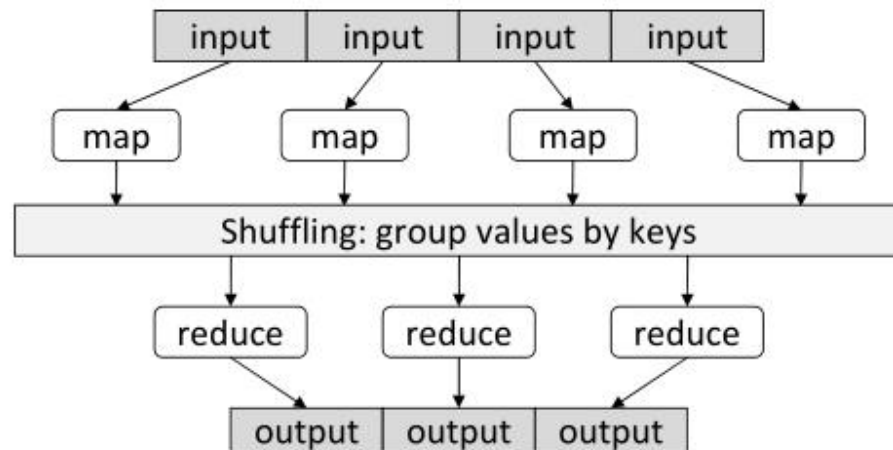 input input input input
map map map map
Shuffling: group values by keys
reduce reduce reduce
output output output